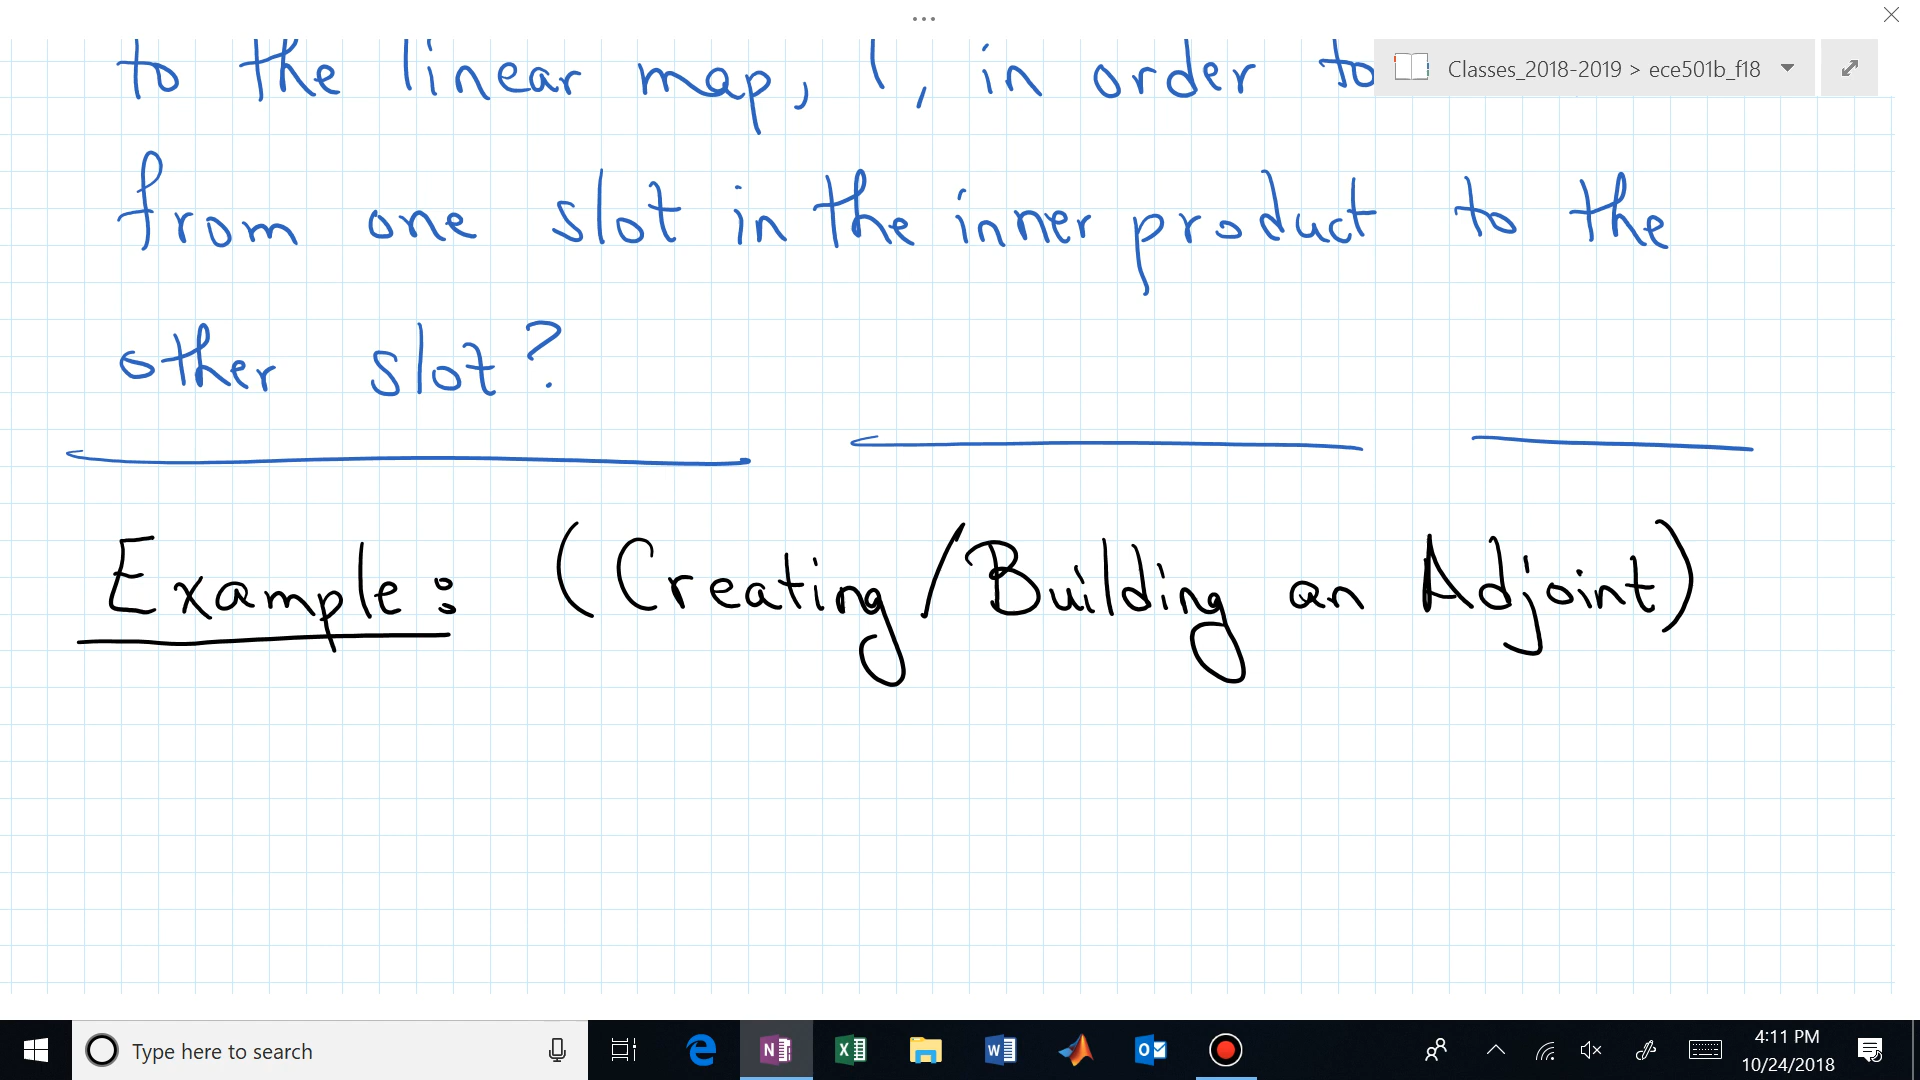 Classes_2018-2019 > ece501b_f18
to the linear map, , in order to
from one slot in the inner product to the
other slot?
Example: (Creating/Building an Adjoint)
Type here to search
4:11 PM
10/24/2018